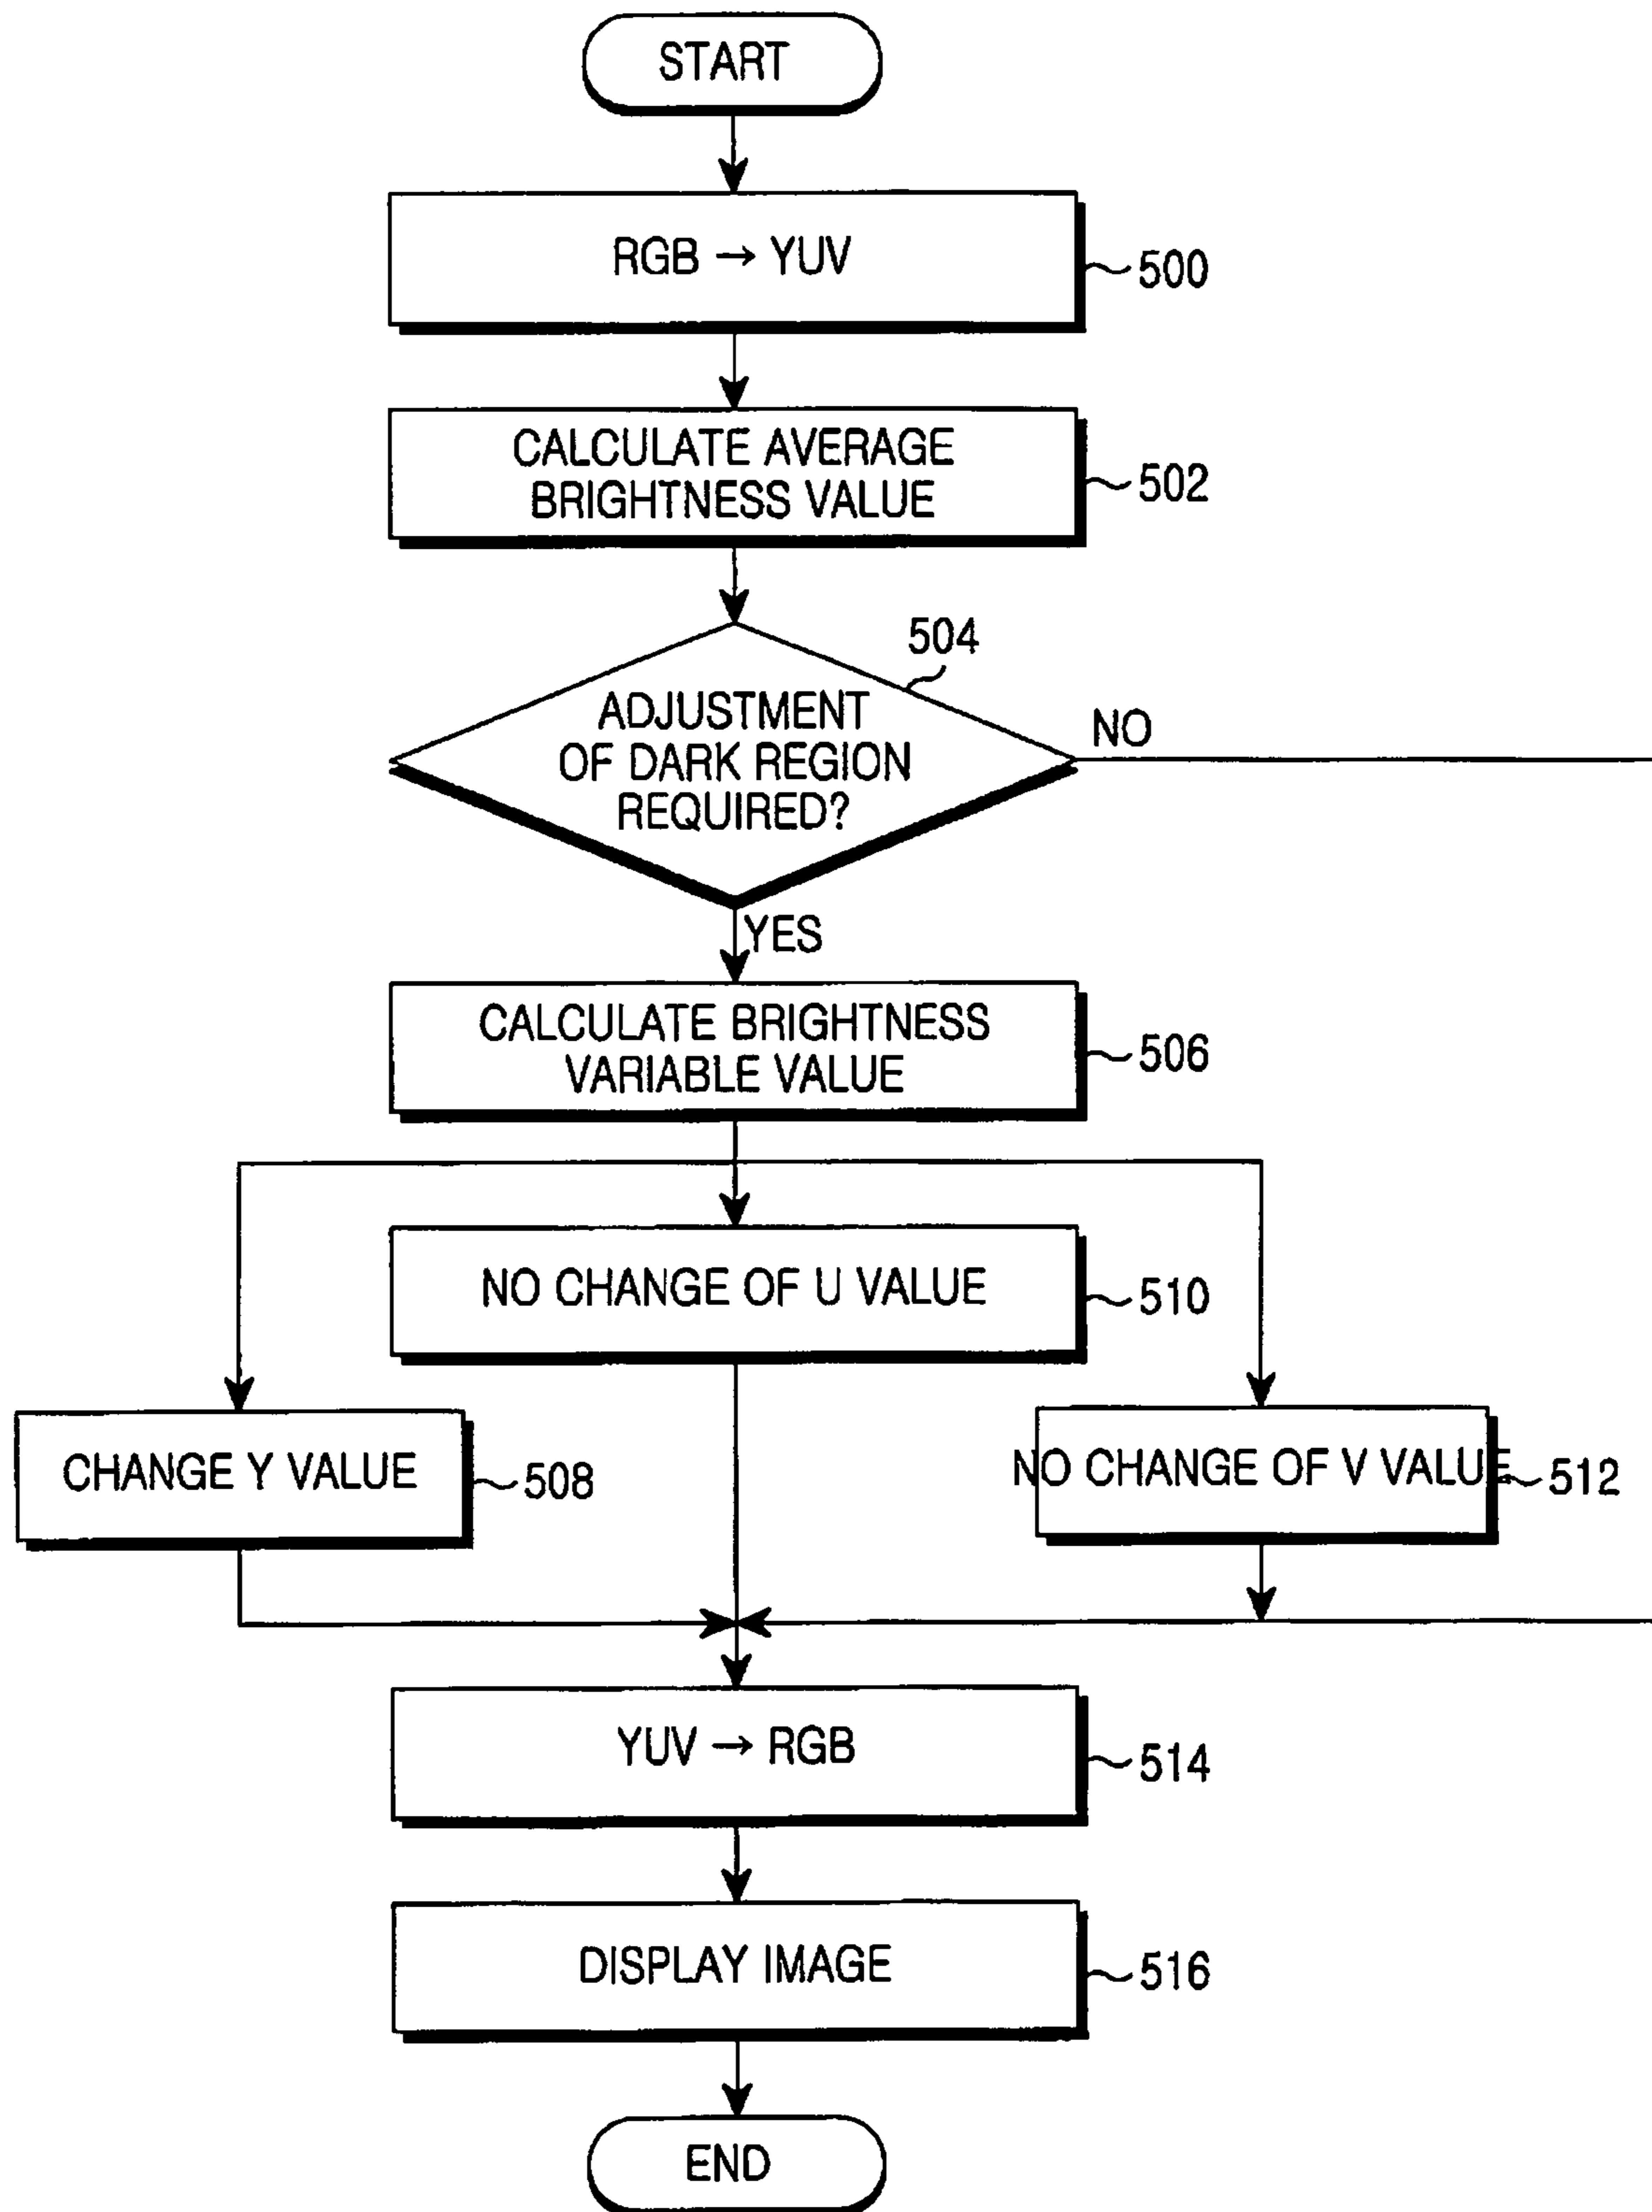 START
RGB → YUV
500
CALCULATE AVERAGE
BRIGHTNESS VALUE
502
504
ADJUSTMENT
OF DARK REGION
REQUIRED?
NO
YES
CALCULATE BRIGHTNESS
VARIABLE VALUE
506
NO CHANGE OF U VALUE
510
CHANGE Y VALUE
508
NO CHANGE OF V VALUE
512
YUV → RGB
514
DISPLAY IMAGE
516
END